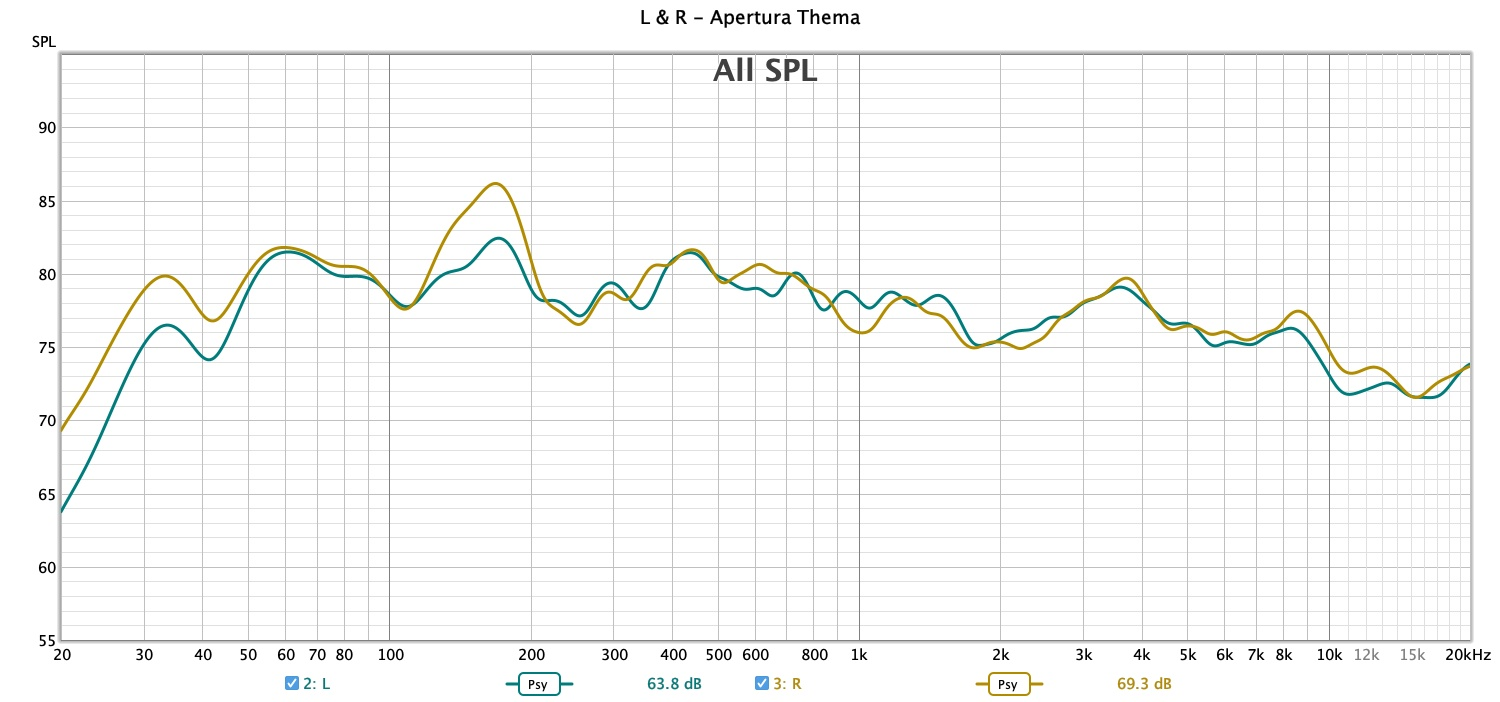 L & R – Apertura Thema
SPL
All SPL
90
85
80
75
70
65
60
55
20 30 40 50 60 70 80 100 200 300 400 500 600 800 1k 2k 3k 4k 5k 6k 7k 8k 10k 12k 15k 20kHz
2: L Psy 63.8 dB 3: R Psy 69.3 dB